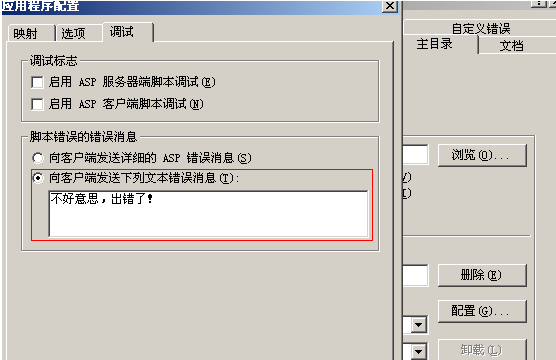 应用程序配置
映射 选项 调试
调试标志
启用 ASP 服务器端脚本调试(E)
启用 ASP 客户端脚本调试(N)
脚本错误的错误消息
向客户端发送详细的 ASP 错误消息(S)
向客户端发送下列文本错误消息(T):
不好意思，出错了!
自定义错误
主目录 文档
浏览(O)...
删除(E)
配置(G)...
卸载(L)